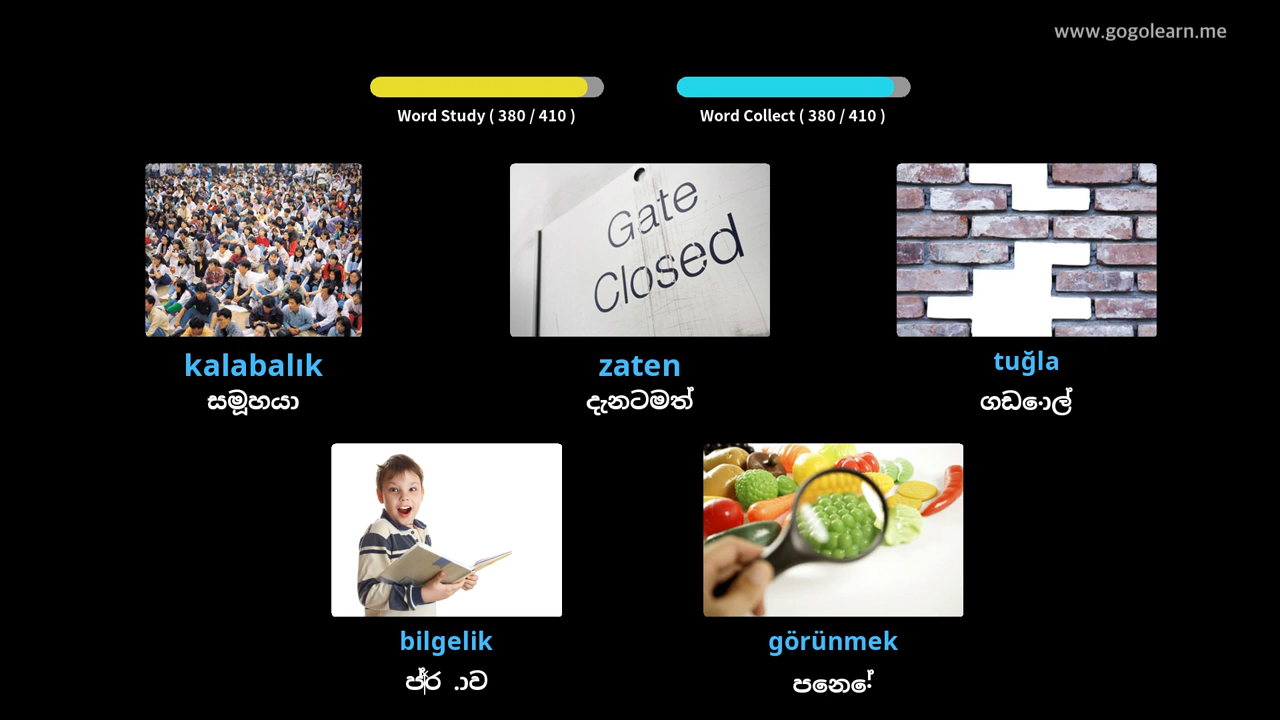 www.gogolearn.me
Word Study ( 380 / 410 )
Word Collect ( 380 / 410 )
Gate
Closed
kalabalık
සමූහයා
zaten
දැනටමත්
tuğla
ගඩොල්
bilgelik
görünmek